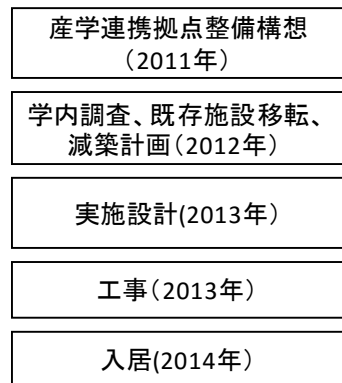 産学連携拠点整備構想
（2011年）
学内調査、既存施設移転、
減築計画（2012年）
実施設計(2013年）
工事（2013年）
入居(2014年）